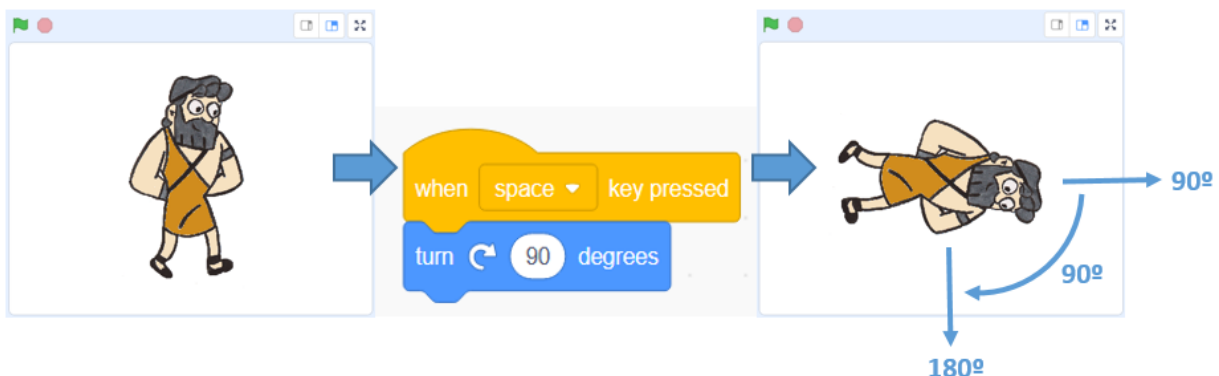 when space key pressed
turn 90 degrees
90º
90º
180º